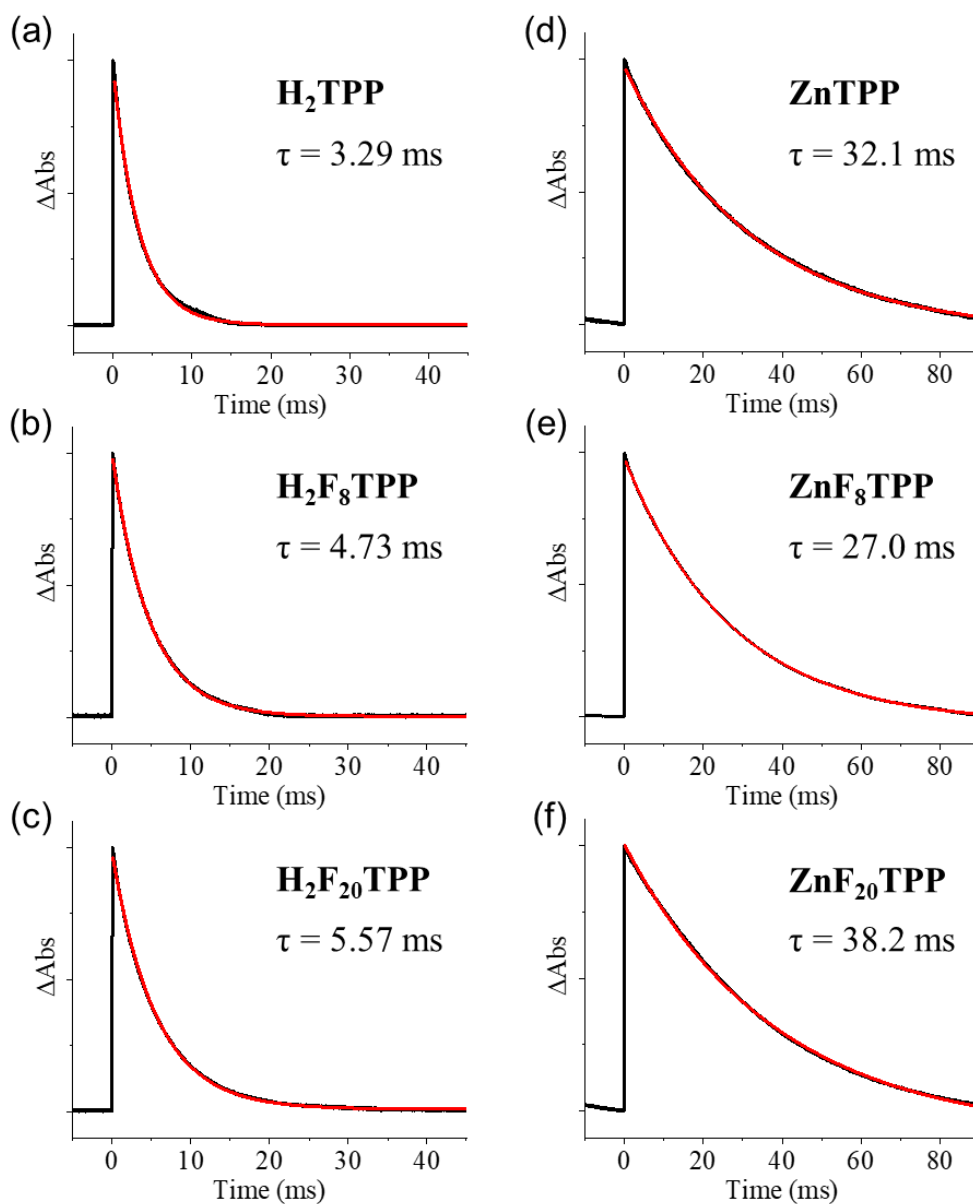 (a)
H₂TPP
τ = 3.29 ms
ΔAbs
0 10 20 30 40
Time (ms)
(d)
ZnTPP
τ = 32.1 ms
ΔAbs
0 20 40 60 80
Time (ms)
(b)
H₂F₈TPP
τ = 4.73 ms
ΔAbs
0 10 20 30 40
Time (ms)
(e)
ZnF₈TPP
τ = 27.0 ms
ΔAbs
0 20 40 60 80
Time (ms)
(c)
H₂F₂₀TPP
τ = 5.57 ms
ΔAbs
0 10 20 30 40
Time (ms)
(f)
ZnF₂₀TPP
τ = 38.2 ms
ΔAbs
0 20 40 60 80
Time (ms)